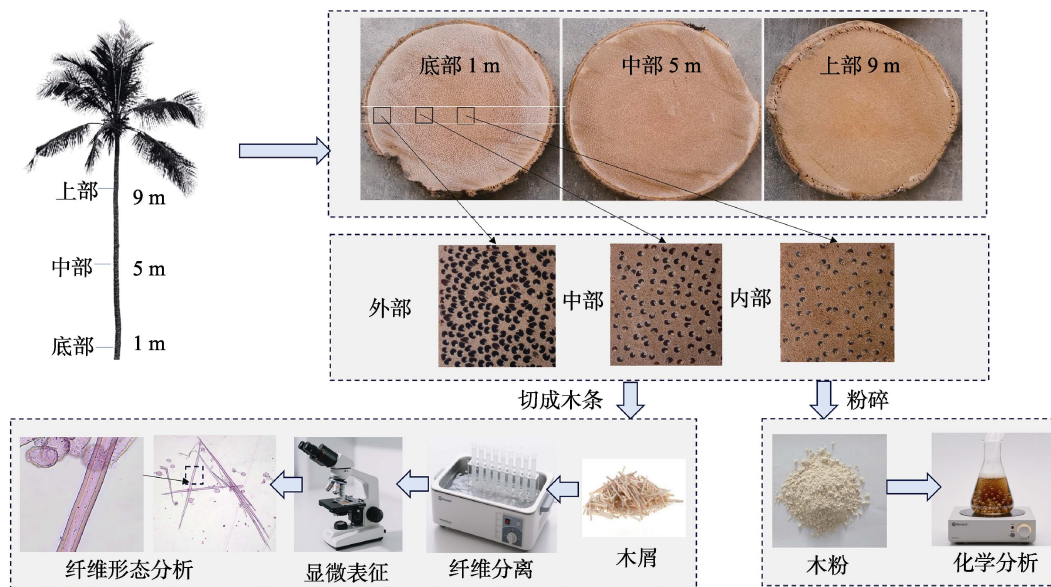 底部 1 m
中部 5 m
上部 9 m
上部
9 m
中部
5 m
底部
1 m
外部
中部
内部
切成木条
粉碎
纤维形态分析
显微表征
纤维分离
木屑
木粉
化学分析